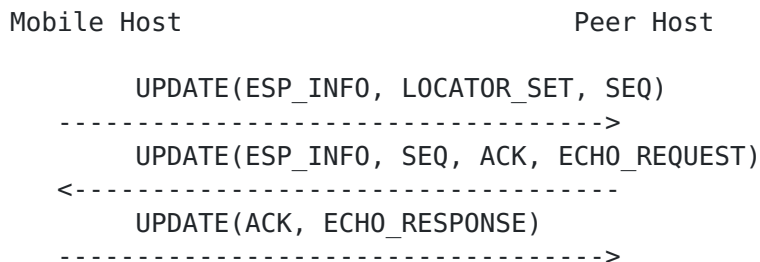 Mobile Host                         Peer Host
UPDATE(ESP_INFO, LOCATOR_SET, SEQ)
----------------------------------->
UPDATE(ESP_INFO, SEQ, ACK, ECHO_REQUEST)
<-----------------------------------
UPDATE(ACK, ECHO_RESPONSE)
----------------------------------->